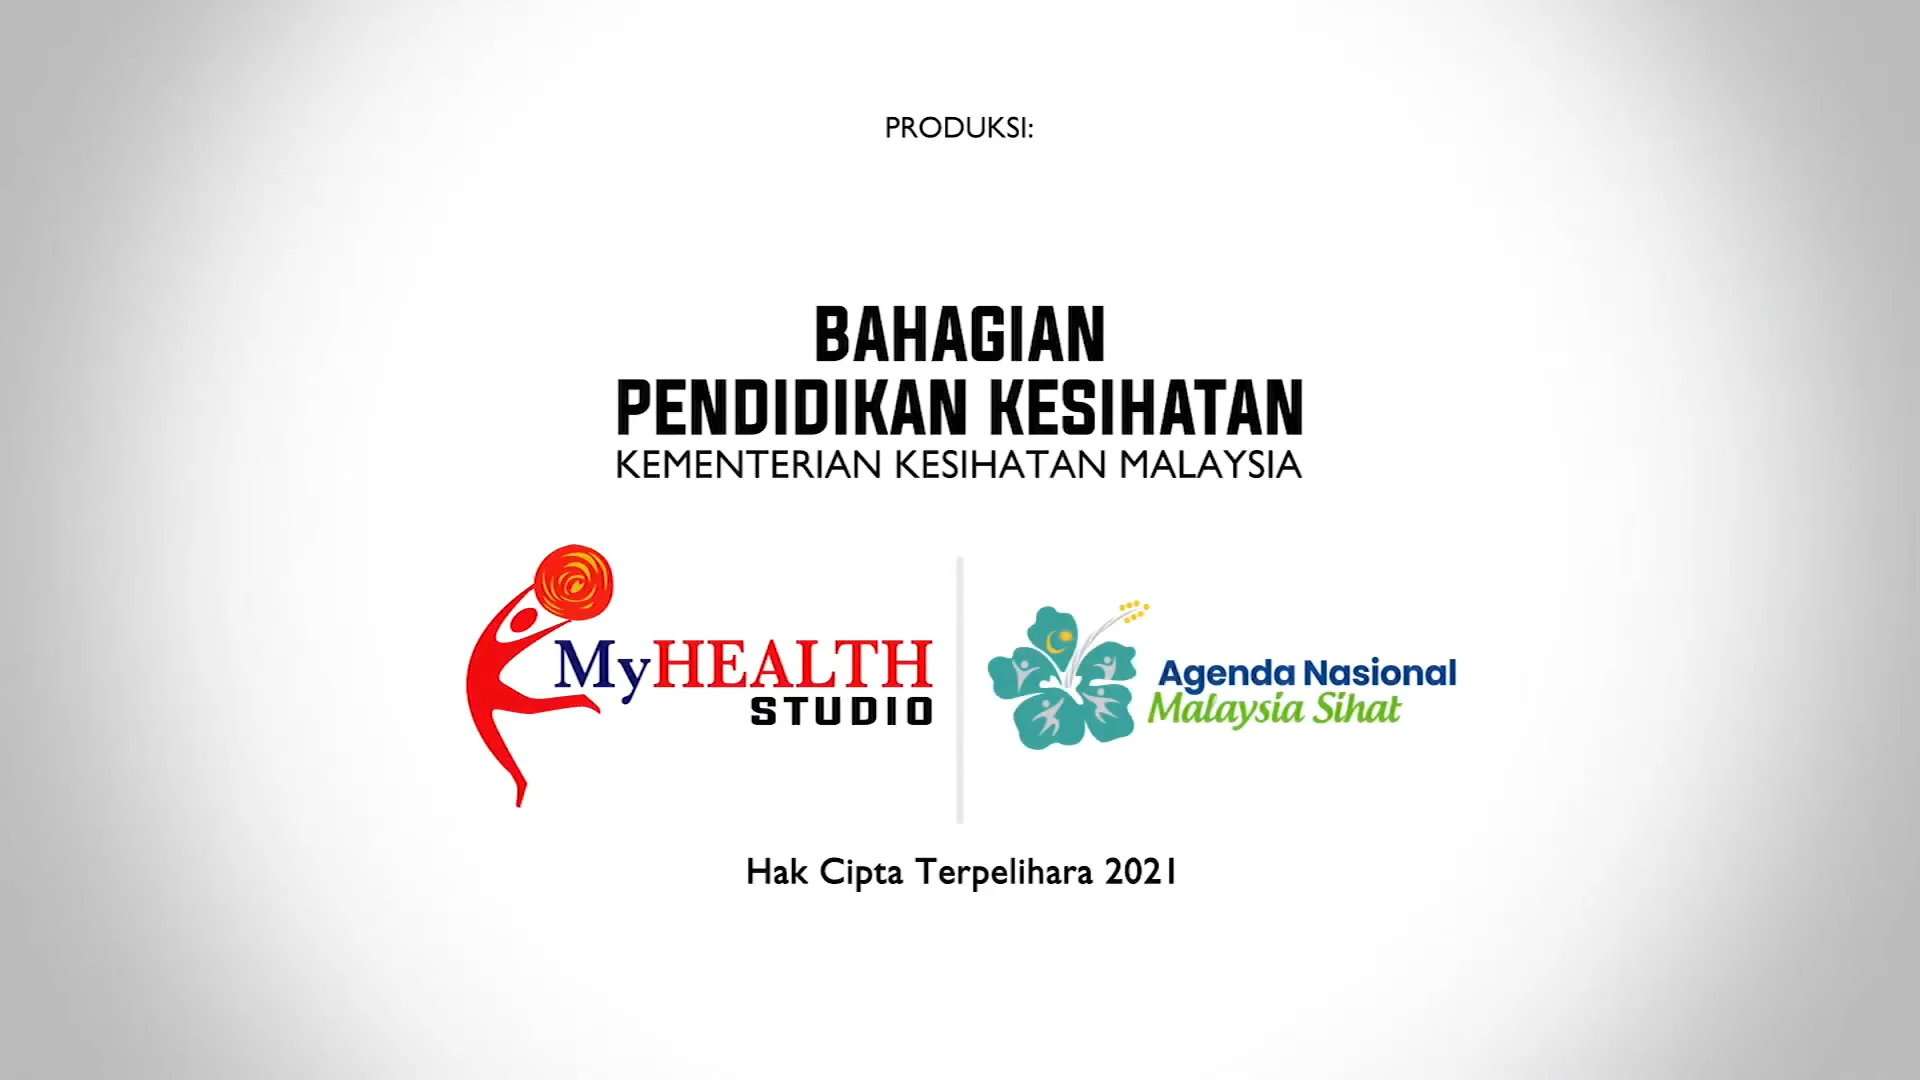 PRODUKSI:
BAHAGIAN
PENDIDIKAN KESIHATAN
KEMENTERIAN KESIHATAN MALAYSIA
MyHEALTH
STUDIO
Agenda Nasional
Malaysia Sihat
Hak Cipta Terpelihara 2021